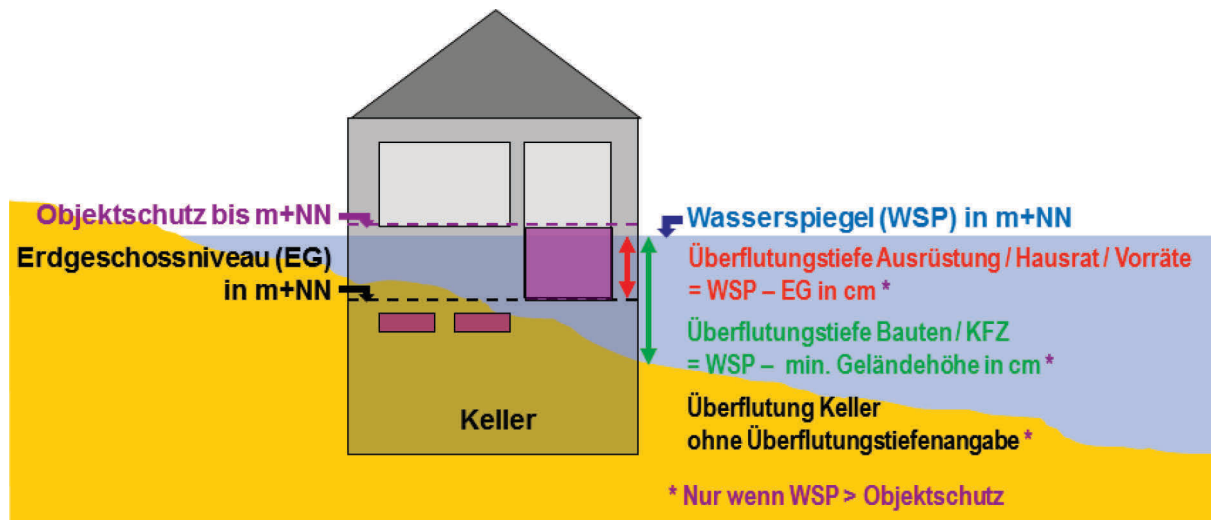 Objektschutz bis m+NN
Erdgeschossniveau (EG)
in m+NN
Keller
Wasserspiegel (WSP) in m+NN
Überflutungstiefe Ausrüstung / Hausrat / Vorräte
= WSP – EG in cm *
Überflutungstiefe Bauten / KFZ
= WSP – min. Geländehöhe in cm *
Überflutung Keller
ohne Überflutungstiefenangabe *
* Nur wenn WSP > Objektschutz